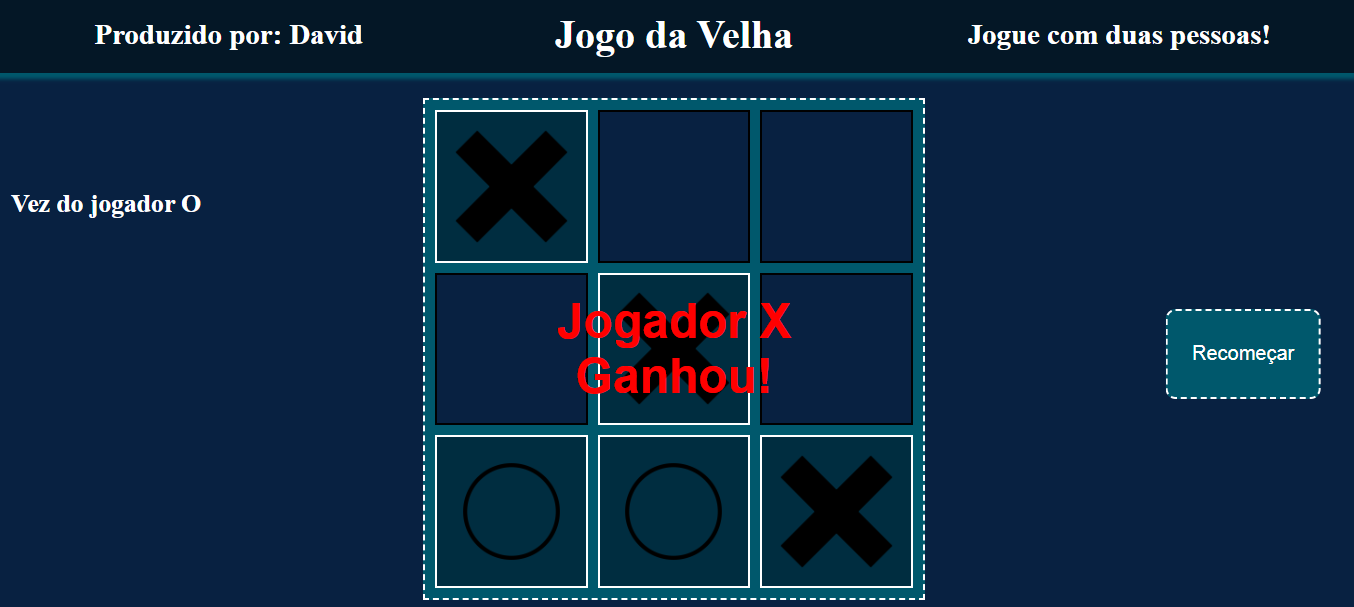 Produzido por: David
Jogo da Velha
Jogue com duas pessoas!
Vez do jogador O
Jogador X
Ganhou!
Recomeçar